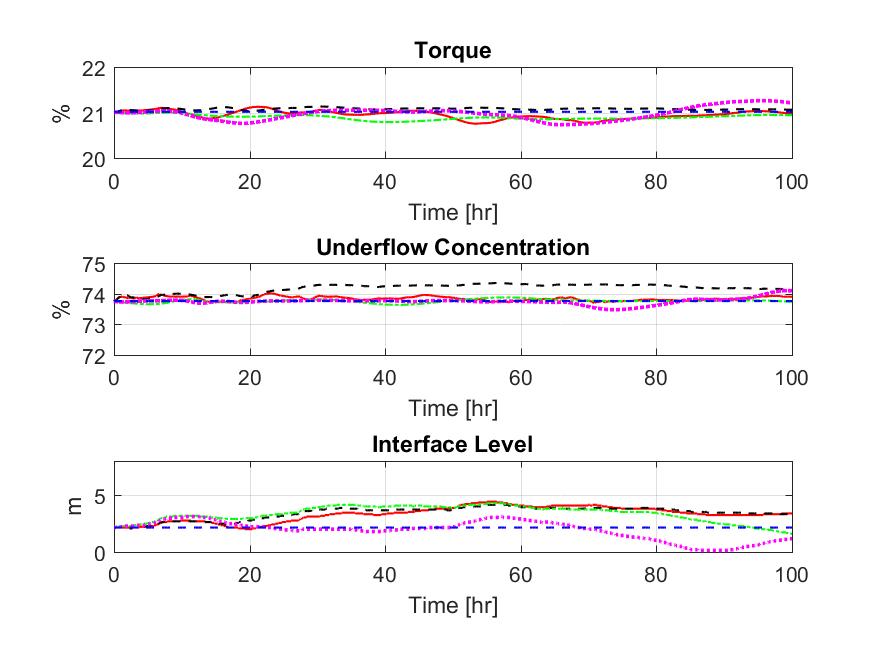 Torque
22
21
20
%
0 20 40 60 80 100
Time [hr]
Underflow Concentration
75
74
73
72
%
0 20 40 60 80 100
Time [hr]
Interface Level
5
0
m
0 20 40 60 80 100
Time [hr]